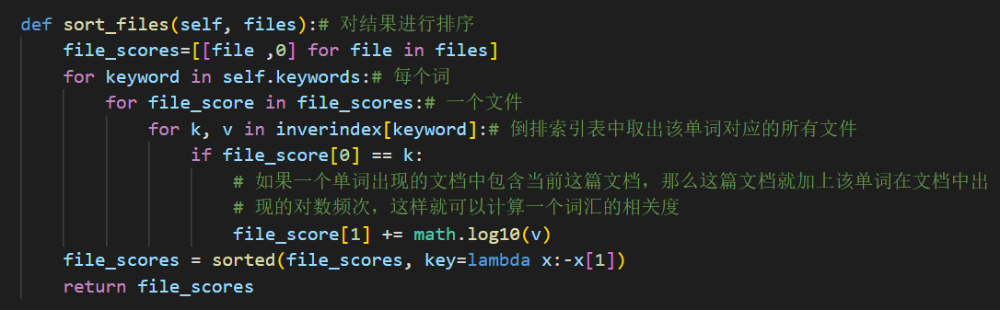 def sort_files(self, files):# 对结果进行排序
    file_scores=[[file ,0] for file in files]
    for keyword in self.keywords:# 每个词
        for file_score in file_scores:# 一个文件
            for k, v in inverindex[keyword]:# 倒排索引表中取出该单词对应的所有文件
                if file_score[0] == k:
                    # 如果一个单词出现的文档中包含当前这篇文档，那么这篇文档就加上该单词在文档中出
                    # 现的对数频次，这样就可以计算一个词汇的相关度
                    file_score[1] += math.log10(v)
    file_scores = sorted(file_scores, key=lambda x:-x[1])
    return file_scores